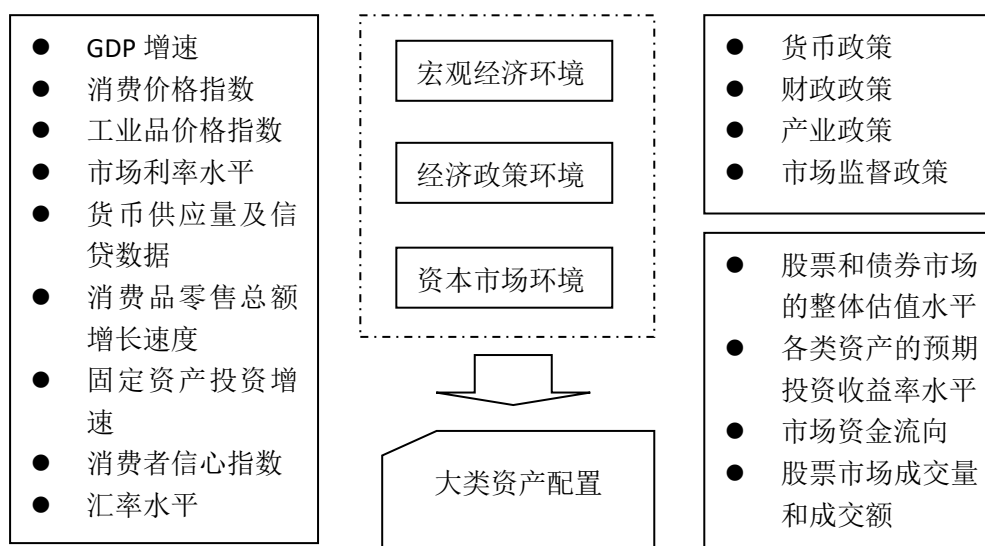 ● GDP 增速
● 消费价格指数
● 工业品价格指数
● 市场利率水平
● 货币供应量及信
贷数据
● 消费品零售总额
增长速度
● 固定资产投资增
速
● 消费者信心指数
● 汇率水平
宏观经济环境
经济政策环境
资本市场环境
大类资产配置
● 货币政策
● 财政政策
● 产业政策
● 市场监督政策
● 股票和债券市场
的整体估值水平
● 各类资产的预期
投资收益率水平
● 市场资金流向
● 股票市场成交量
和成交额